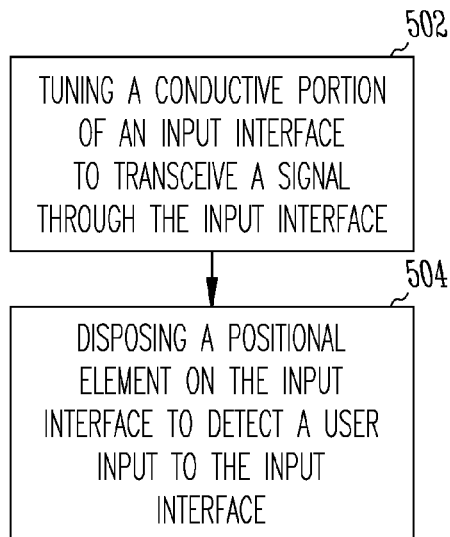 502
TUNING A CONDUCTIVE PORTION
OF AN INPUT INTERFACE
TO TRANSCEIVE A SIGNAL
THROUGH THE INPUT INTERFACE
504
DISPOSING A POSITIONAL
ELEMENT ON THE INPUT
INTERFACE TO DETECT A USER
INPUT TO THE INPUT
INTERFACE